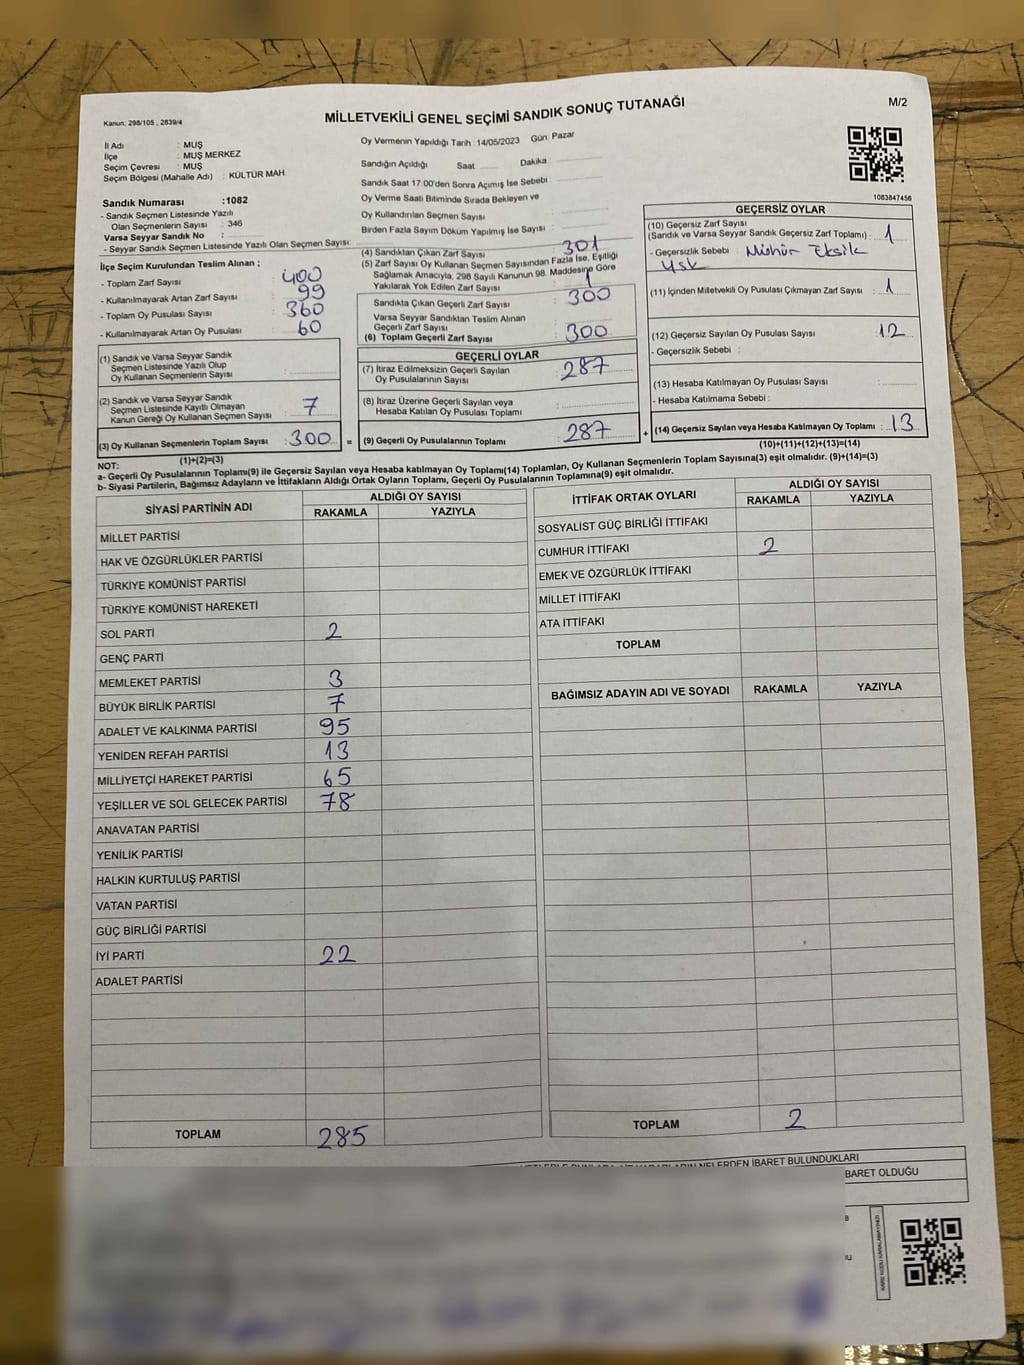 Kanun: 298/105 , 2839/4
MİLLETVEKİLİ GENEL SEÇİMİ SANDIK SONUÇ TUTANAĞI
M/2
İl Adı : MUŞ
İlçe : MUŞ MERKEZ
Seçim Çevresi : MUŞ
Seçim Bölgesi (Mahalle Adı) : KÜLTÜR MAH.
Sandık Numarası :1082
- Sandık Seçmen Listesinde Yazılı
Olan Seçmenlerin Sayısı : 346
Varsa Seyyar Sandık No :
- Seyyar Sandık Seçmen Listesinde Yazılı Olan Seçmen Sayısı:
İlçe Seçim Kurulundan Teslim Alınan ;
- Toplam Zarf Sayısı : 400
- Kullanılmayarak Artan Zarf Sayısı : 99
- Toplam Oy Pusulası Sayısı : 360
- Kullanılmayarak Artan Oy Pusulası : 60
(1) Sandık ve Varsa Seyyar Sandık
Seçmen Listesinde Yazılı Olup
Oy Kullanan Seçmenlerin Sayısı :
(2) Sandık ve Varsa Seyyar Sandık
Seçmen Listesinde Kayıtlı Olmayan
Kanun Gereği Oy Kullanan Seçmen Sayısı : 7
(3) Oy Kullanan Seçmenlerin Toplam Sayısı : 300 =
(1)+(2)=(3)
Oy Vermenin Yapıldığı Tarih :14/05/2023 Gün: Pazar
Sandığın Açıldığı Saat: Dakika :
Sandık Saat 17:00'den Sonra Açımış İse Sebebi :
Oy Verme Saati Bitiminde Sırada Bekleyen ve
Oy Kullandırılan Seçmen Sayısı :
Birden Fazla Sayım Döküm Yapılmış İse Sayısı :
(4) Sandıktan Çıkan Zarf Sayısı : 301
(5) Zarf Sayısı Oy Kullanan Seçmen Sayısından Fazla İse, Eşitliği
Sağlamak Amacıyla, 298 Sayılı Kanunun 98. Maddesine Göre
Yakılarak Yok Edilen Zarf Sayısı : 1
Sandıkta Çıkan Geçerli Zarf Sayısı : 300
Varsa Seyyar Sandıktan Teslim Alınan
Geçerli Zarf Sayısı :
(6) Toplam Geçerli Zarf Sayısı : 300
GEÇERLİ OYLAR
(7) İtiraz Edilmeksizin Geçerli Sayılan
Oy Pusulalarının Sayısı : 287
(8) İtiraz Üzerine Geçerli Sayılan veya
Hesaba Katılan Oy Pusulası Toplamı :
(9) Geçerli Oy Pusulalarının Toplamı : 287 +
1083847456
GEÇERSİZ OYLAR
(10) Geçersiz Zarf Sayısı
(Sandık ve Varsa Seyyar Sandık Geçersiz Zarf Toplamı) : 1
- Geçersizlik Sebebi : Mühür Eksik
YSK
(11) İçinden Milletvekili Oy Pusulası Çıkmayan Zarf Sayısı : 1
(12) Geçersiz Sayılan Oy Pusulası Sayısı : 12
- Geçersizlik Sebebi :
(13) Hesaba Katılmayan Oy Pusulası Sayısı :
- Hesaba Katılmama Sebebi :
(14) Geçersiz Sayılan veya Hesaba Katılmayan Oy Toplamı : 13
(10)+(11)+(12)+(13)=(14)
NOT:
a- Geçerli Oy Pusulalarının Toplamı(9) ile Geçersiz Sayılan veya Hesaba katılmayan Oy Toplamı(14) Toplamları, Oy Kullanan Seçmenlerin Toplam Sayısına(3) eşit olmalıdır. (9)+(14)=(3)
b- Siyasi Partilerin, Bağımsız Adayların ve İttifakların Aldığı Ortak Oyların Toplamı, Geçerli Oy Pusulalarının Toplamına(9) eşit olmalıdır.
SİYASİ PARTİNİN ADI ALDIĞI OY SAYISI
RAKAMLA YAZIYLA
MİLLET PARTİSİ
HAK VE ÖZGÜRLÜKLER PARTİSİ
TÜRKİYE KOMÜNİST PARTİSİ
TÜRKİYE KOMÜNİST HAREKETİ
SOL PARTİ 2
GENÇ PARTİ
MEMLEKET PARTİSİ 3
BÜYÜK BİRLİK PARTİSİ 7
ADALET VE KALKINMA PARTİSİ 95
YENİDEN REFAH PARTİSİ 13
MİLLİYETÇİ HAREKET PARTİSİ 65
YEŞİLLER VE SOL GELECEK PARTİSİ 78
ANAVATAN PARTİSİ
YENİLİK PARTİSİ
HALKIN KURTULUŞ PARTİSİ
VATAN PARTİSİ
GÜÇ BİRLİĞİ PARTİSİ
İYİ PARTİ 22
ADALET PARTİSİ
TOPLAM 285
İTTİFAK ORTAK OYLARI ALDIĞI OY SAYISI
RAKAMLA YAZIYLA
SOSYALİST GÜÇ BİRLİĞİ İTTİFAKI
CUMHUR İTTİFAKI 2
EMEK VE ÖZGÜRLÜK İTTİFAKI
MİLLET İTTİFAKI
ATA İTTİFAKI
TOPLAM
BAĞIMSIZ ADAYIN ADI VE SOYADI RAKAMLA YAZIYLA
TOPLAM 2
NELERDEN İBARET BULUNDUKLARI
BARET OLDUĞU